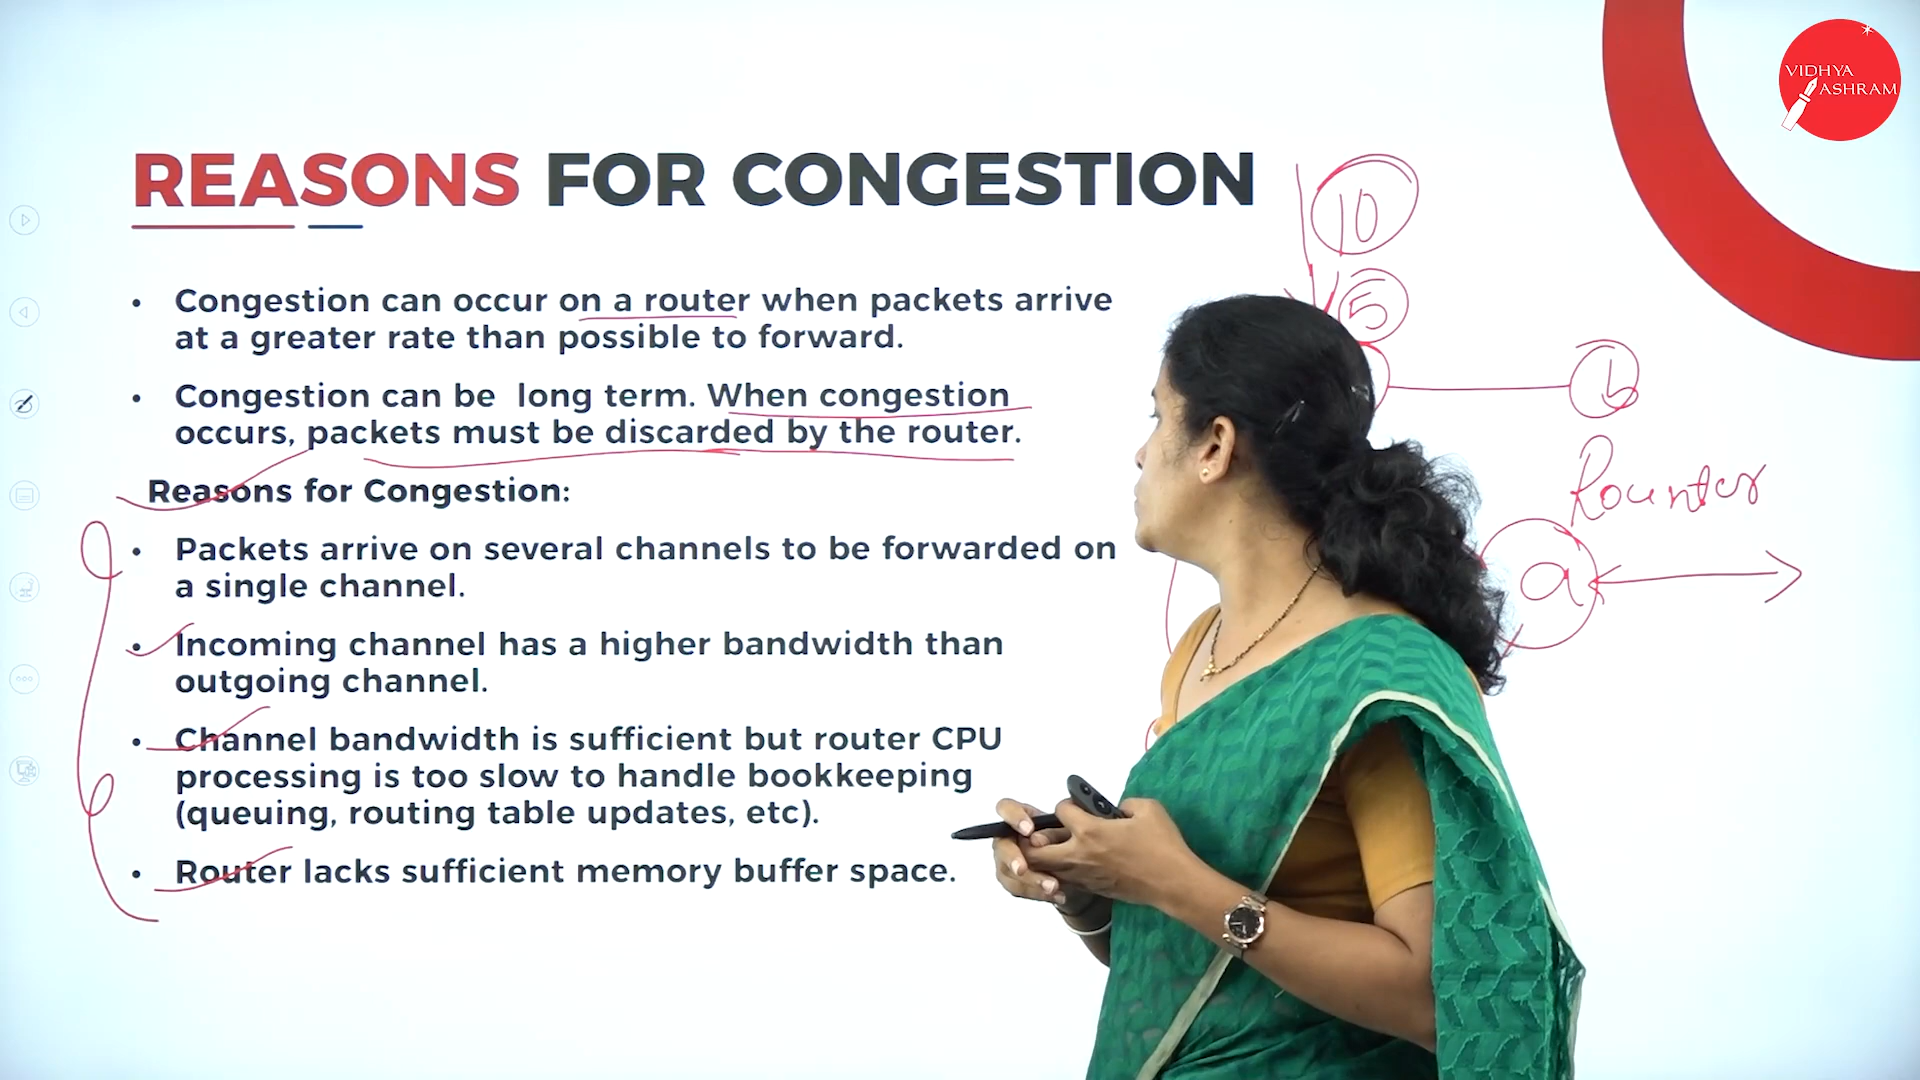 VIDHYA
ASHRAM
REASONS FOR CONGESTION
10
5
• Congestion can occur on a router when packets arrive
at a greater rate than possible to forward.
b
• Congestion can be long term. When congestion
occurs, packets must be discarded by the router.
Rounter
Reasons for Congestion:
• Packets arrive on several channels to be forwarded on
a single channel.
a
• Incoming channel has a higher bandwidth than
outgoing channel.
• Channel bandwidth is sufficient but router CPU
processing is too slow to handle bookkeeping
(queuing, routing table updates, etc).
• Router lacks sufficient memory buffer space.